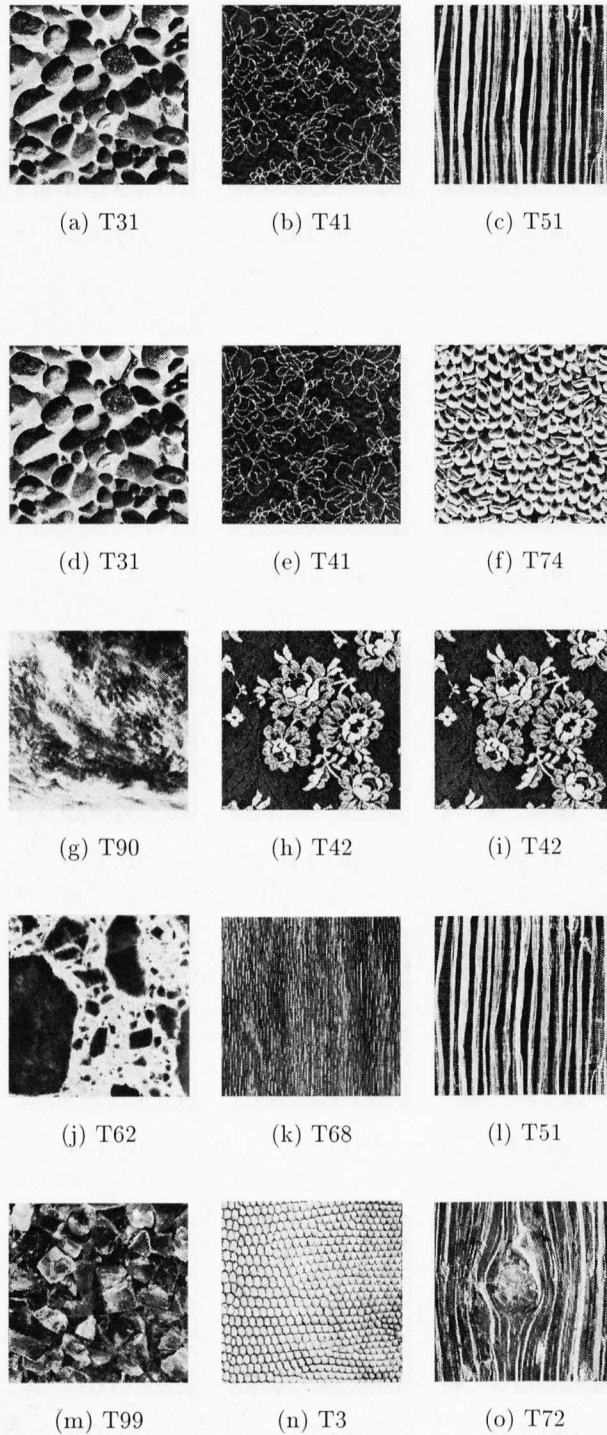 (a) T31 (b) T41 (c) T51
(d) T31 (e) T41 (f) T74
(g) T90 (h) T42 (i) T42
(j) T62 (k) T68 (l) T51
(m) T99 (n) T3 (o) T72